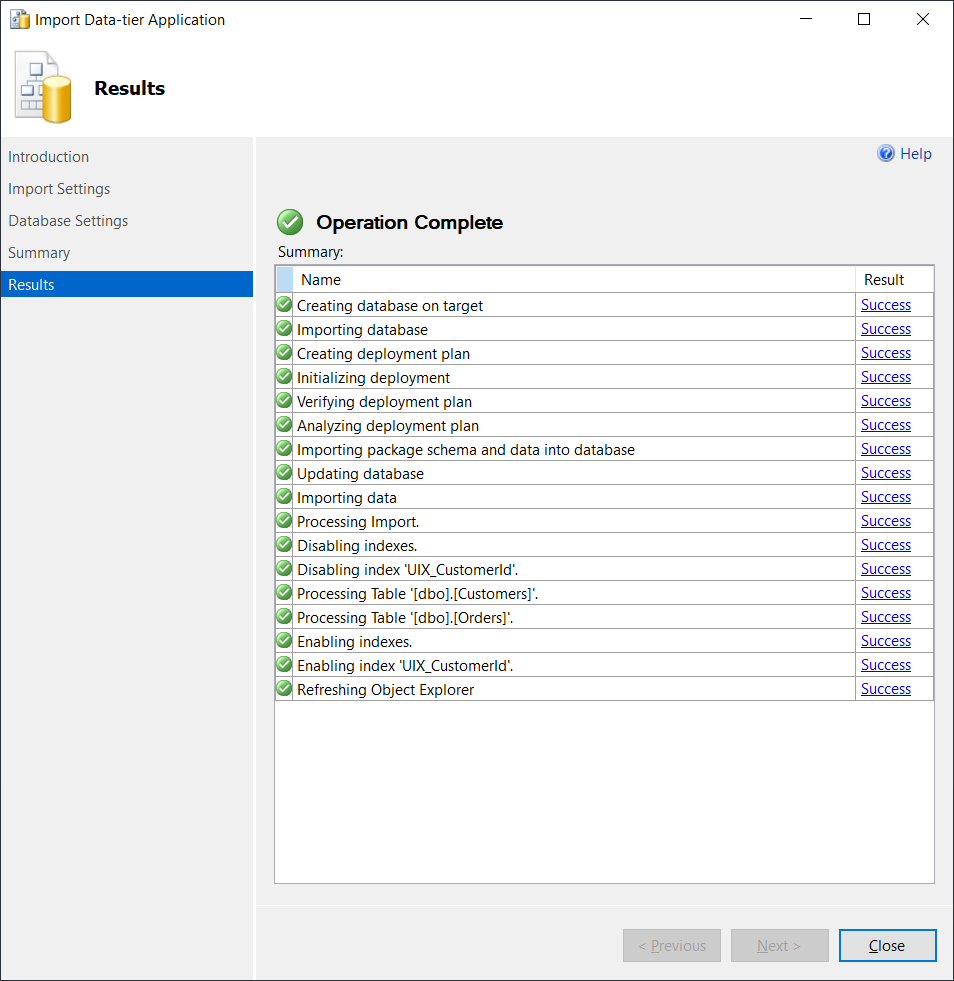 Import Data-tier Application
Results
Introduction
Import Settings
Database Settings
Summary
Results
Help
Operation Complete
Summary:
Name Result
Creating database on target Success
Importing database Success
Creating deployment plan Success
Initializing deployment Success
Verifying deployment plan Success
Analyzing deployment plan Success
Importing package schema and data into database Success
Updating database Success
Importing data Success
Processing Import. Success
Disabling indexes. Success
Disabling index 'UIX_CustomerId'. Success
Processing Table '[dbo].[Customers]'. Success
Processing Table '[dbo].[Orders]'. Success
Enabling indexes. Success
Enabling index 'UIX_CustomerId'. Success
Refreshing Object Explorer Success
< Previous Next > Close